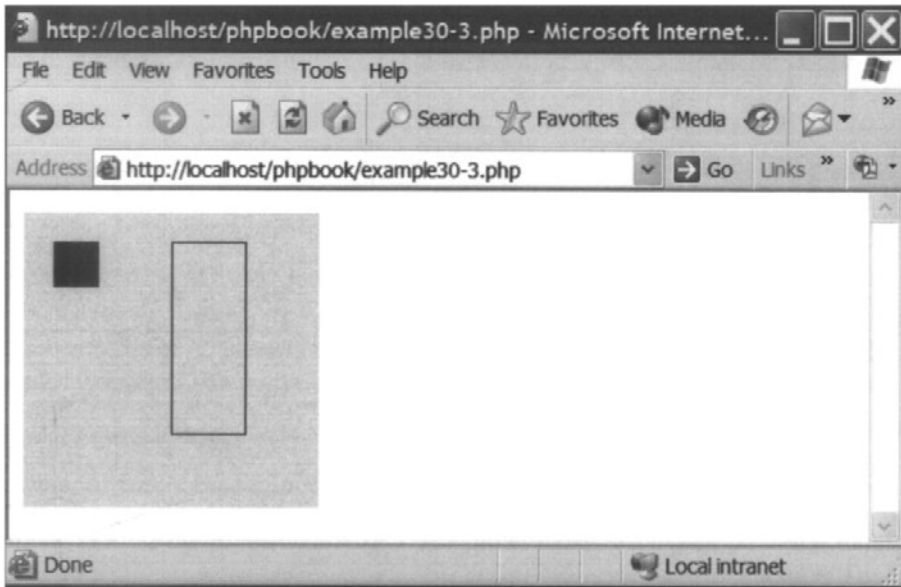 http://localhost/phpbook/example30-3.php - Microsoft Internet...
File Edit View Favorites Tools Help
Back Search Favorites Media »
Address http://localhost/phpbook/example30-3.php Go Links »
Done Local intranet